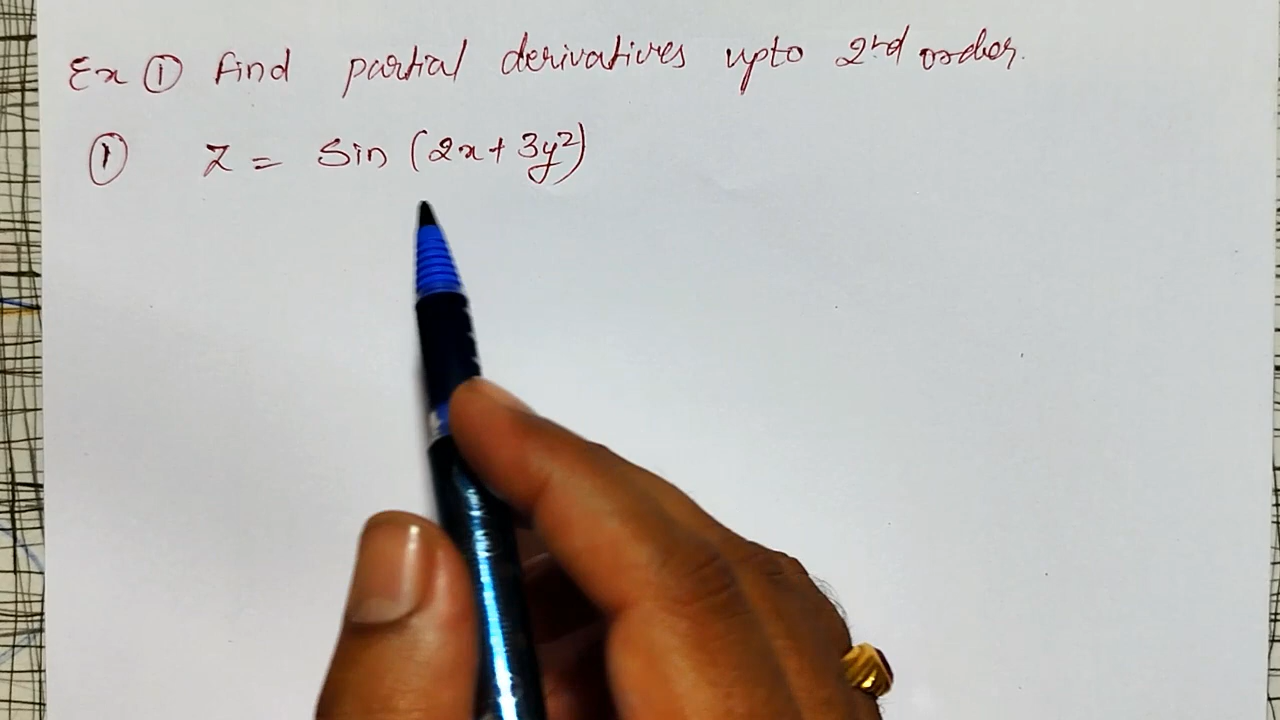 Ex ① Find partial derivatives upto 2nd order.
① z = Sin (2x + 3y²)